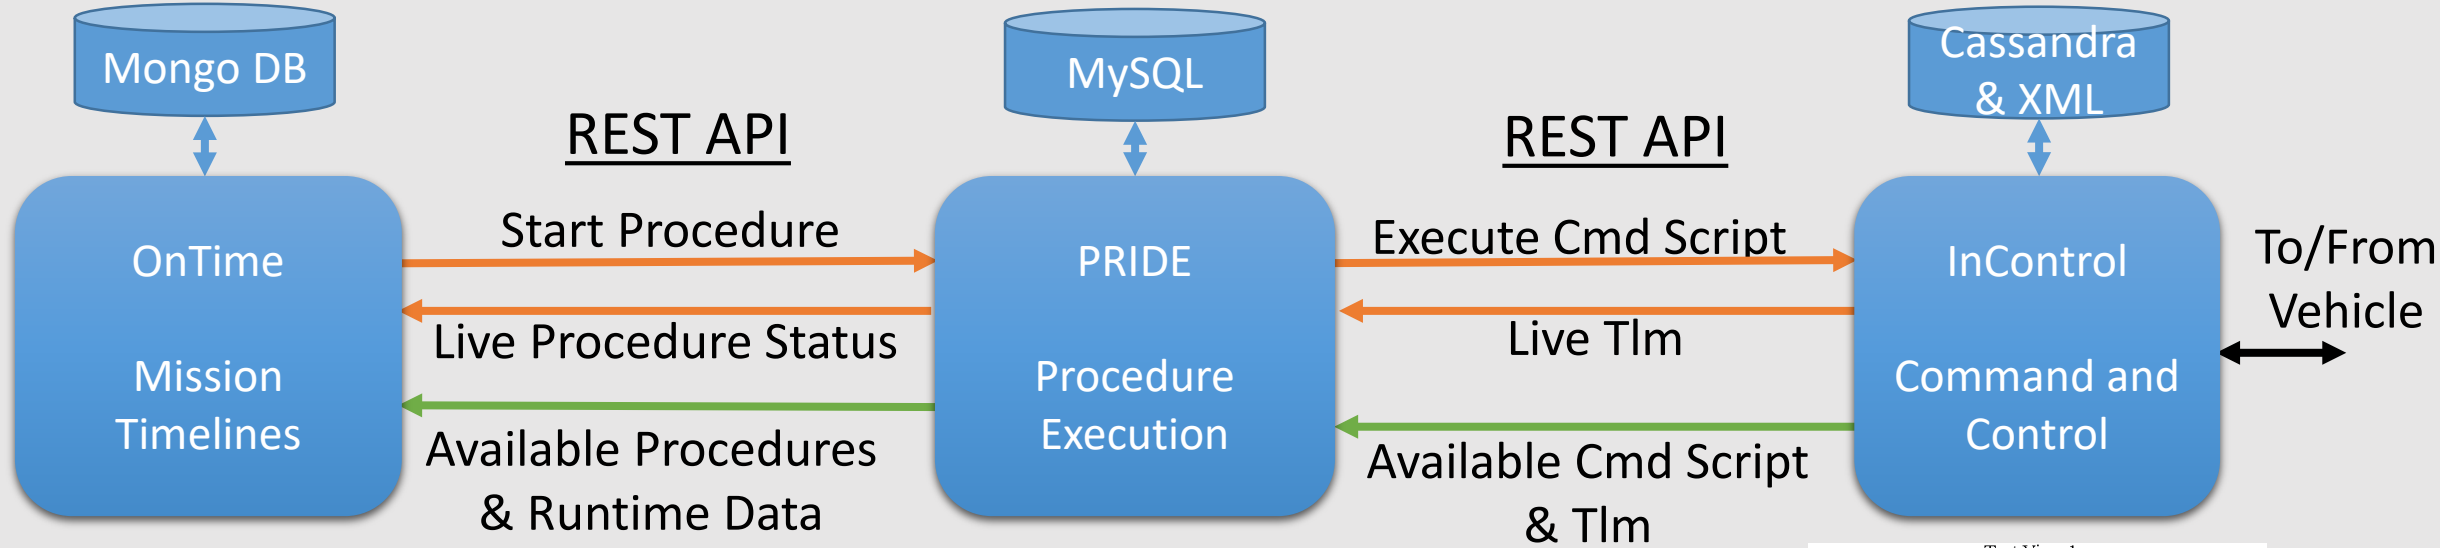 Mongo DB
MySQL
Cassandra
& XML
REST API
REST API
OnTime
Mission
Timelines
Start Procedure
Live Procedure Status
Available Procedures
& Runtime Data
PRIDE
Procedure
Execution
Execute Cmd Script
Live Tlm
Available Cmd Script
& Tlm
InControl
Command and
Control
To/From
Vehicle